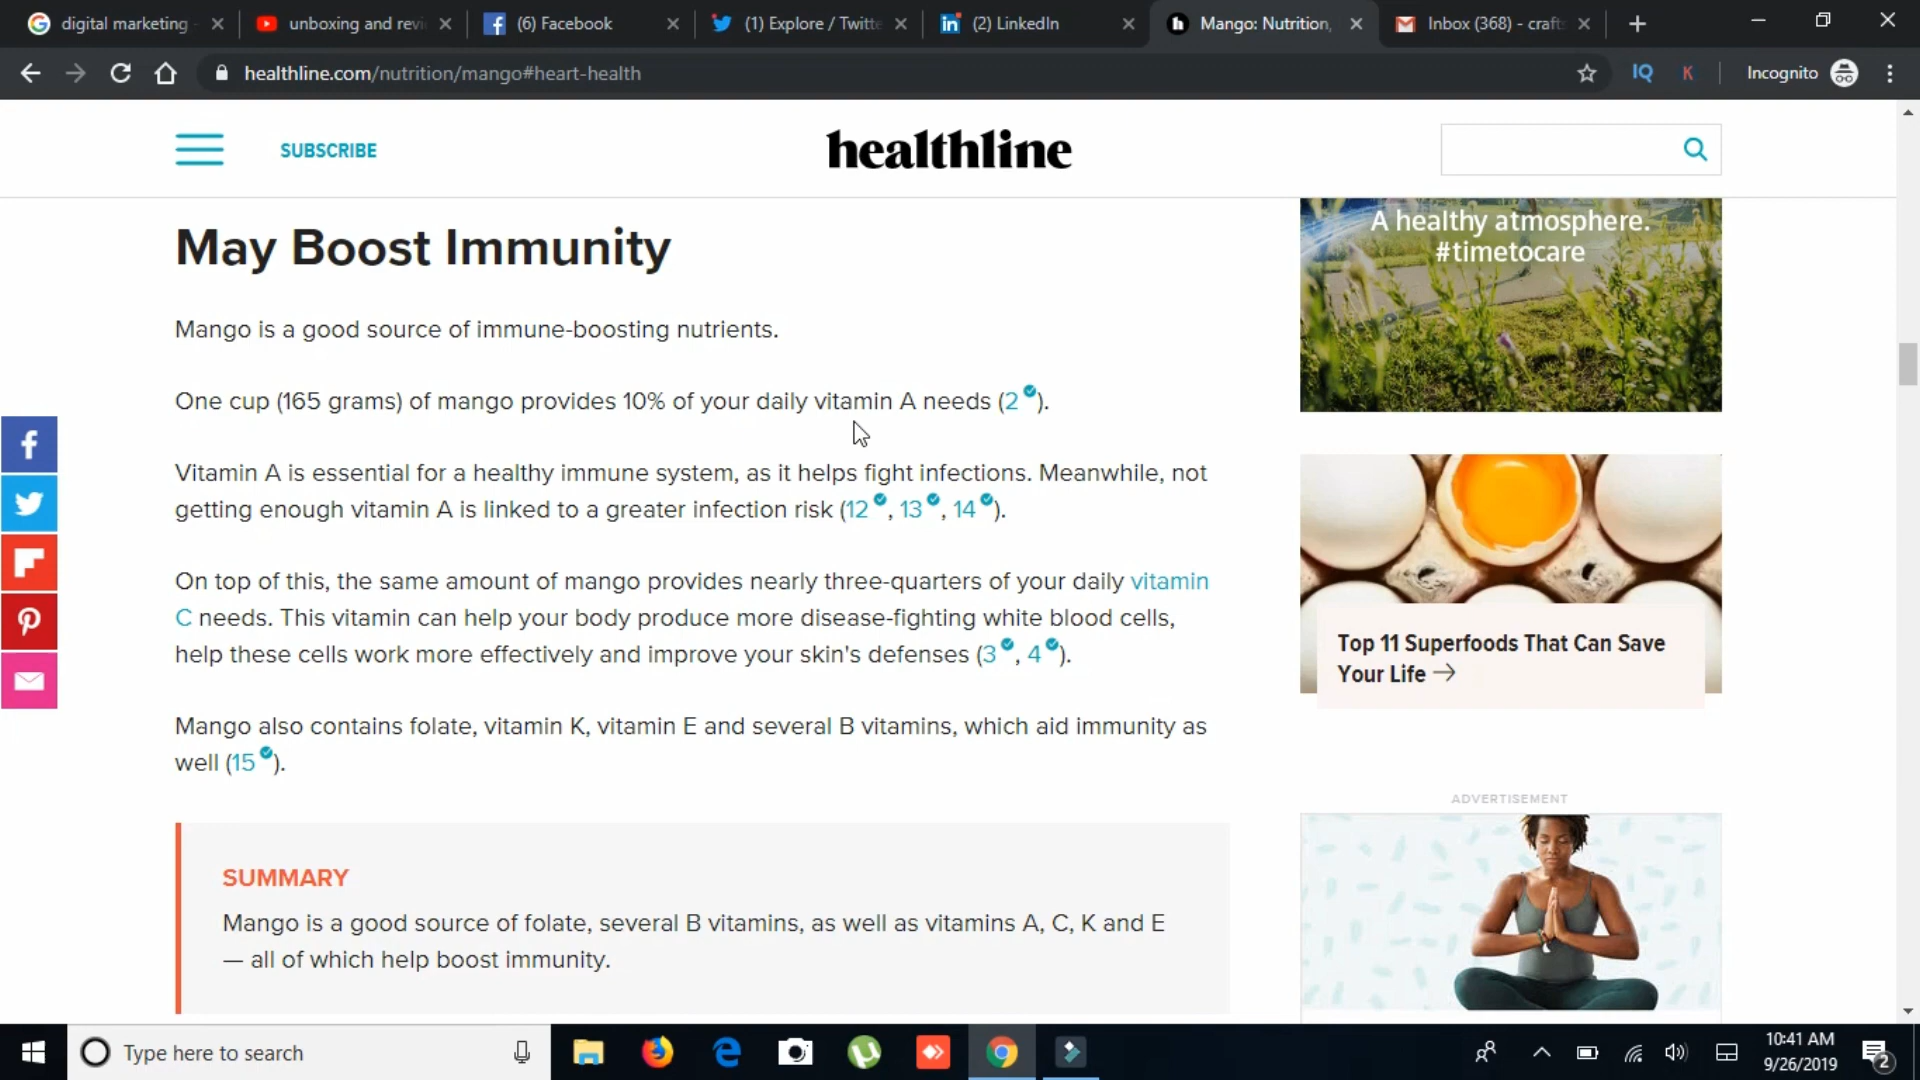 digital marketing
unboxing and revi
(6) Facebook
(1) Explore / Twitte
(2) LinkedIn
Mango: Nutrition,
Inbox (368) - craft
healthline.com/nutrition/mango#heart-health
IQ
K
Incognito
SUBSCRIBE
healthline
A healthy atmosphere.
#timetocare
May Boost Immunity
Mango is a good source of immune-boosting nutrients.
One cup (165 grams) of mango provides 10% of your daily vitamin A needs (2).
Vitamin A is essential for a healthy immune system, as it helps fight infections. Meanwhile, not
getting enough vitamin A is linked to a greater infection risk (12, 13, 14).
On top of this, the same amount of mango provides nearly three-quarters of your daily vitamin
C needs. This vitamin can help your body produce more disease-fighting white blood cells,
help these cells work more effectively and improve your skin's defenses (3, 4).
Mango also contains folate, vitamin K, vitamin E and several B vitamins, which aid immunity as
well (15).
SUMMARY
Mango is a good source of folate, several B vitamins, as well as vitamins A, C, K and E
— all of which help boost immunity.
Top 11 Superfoods That Can Save
Your Life →
ADVERTISEMENT
Type here to search
10:41 AM
9/26/2019
2